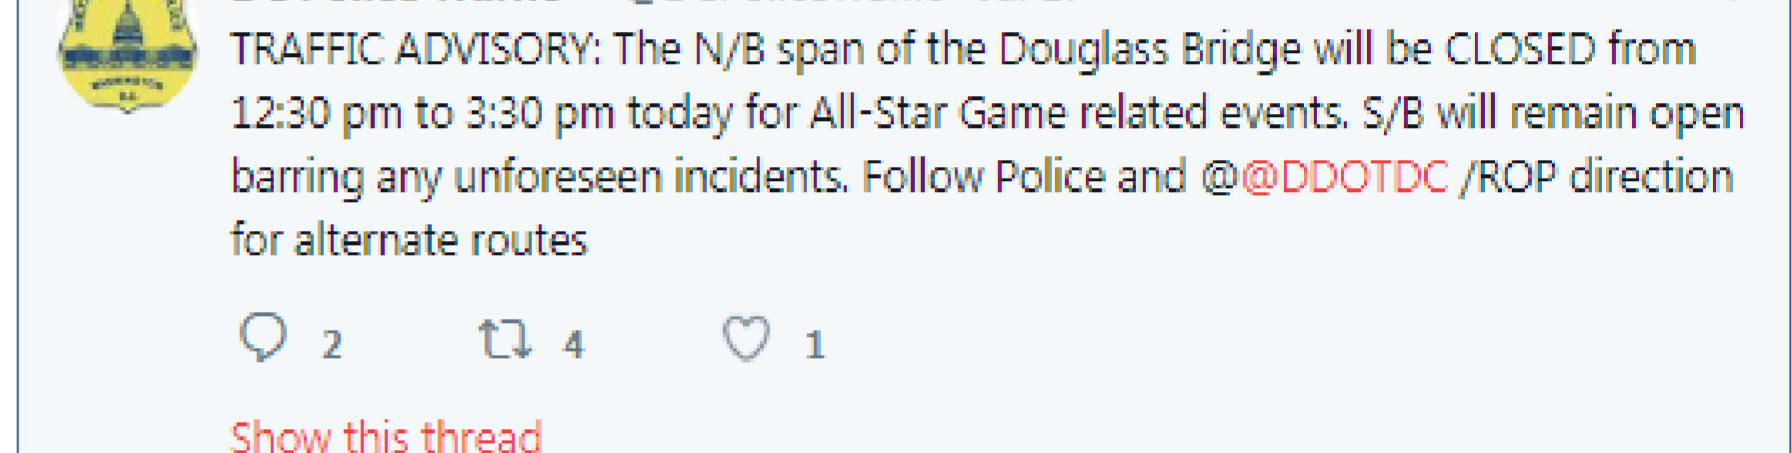 TRAFFIC ADVISORY: The N/B span of the Douglass Bridge will be CLOSED from
12:30 pm to 3:30 pm today for All-Star Game related events. S/B will remain open
barring any unforeseen incidents. Follow Police and @@DDOTDC /ROP direction
for alternate routes
2 4 1
Show this thread